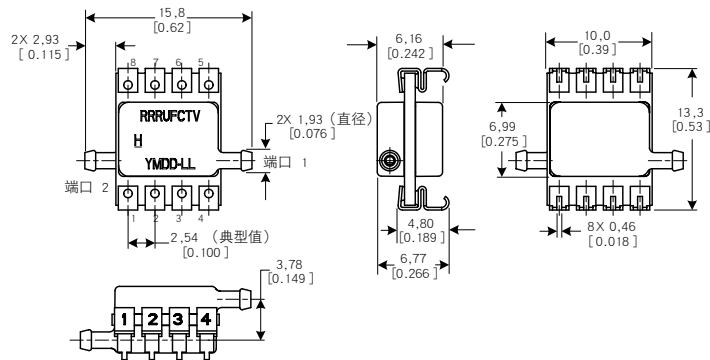 15,8
[0.62]
2X 2,93
[ 0.115]
8 7 6 5
RRRUFCTV
H
YMDD-LL
2X 1,93（直径）
[0.076]
端口 1
端口 2
1 2 3 4
2,54 （典型值）
[0.100]
6,16
[0.242]
4,80
[0.189]
6,77
[0.266]
10,0
[0.39]
6,99
[0.275]
13,3
[0.53]
8X 0,46
[0.018]
3,78
[0.149]
1 2 3 4